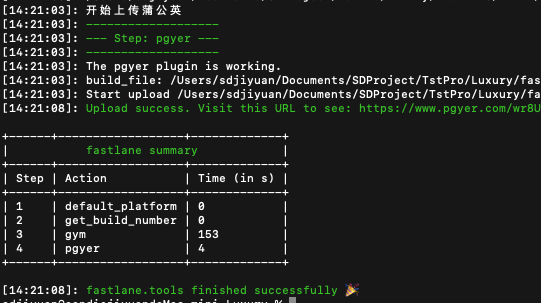 [14:21:03]: 开始上传蒲公英
[14:21:03]: -------------------
[14:21:03]: --- Step: pgyer ---
[14:21:03]: -------------------
[14:21:03]: The pgyer plugin is working.
[14:21:03]: build_file: /Users/sdjiyuan/Documents/SDProject/TstPro/Luxury/fas
[14:21:03]: Start upload /Users/sdjiyuan/Documents/SDProject/TstPro/Luxury/f
[14:21:08]: Upload success. Visit this URL to see: https://www.pgyer.com/wr8U
+------+------------------+-------------+
| fastlane summary |
+------+------------------+-------------+
| Step | Action | Time (in s) |
+------+------------------+-------------+
| 1 | default_platform | 0 |
| 2 | get_build_number | 0 |
| 3 | gym | 153 |
| 4 | pgyer | 4 |
+------+------------------+-------------+
[14:21:08]: fastlane.tools finished successfully 🎉